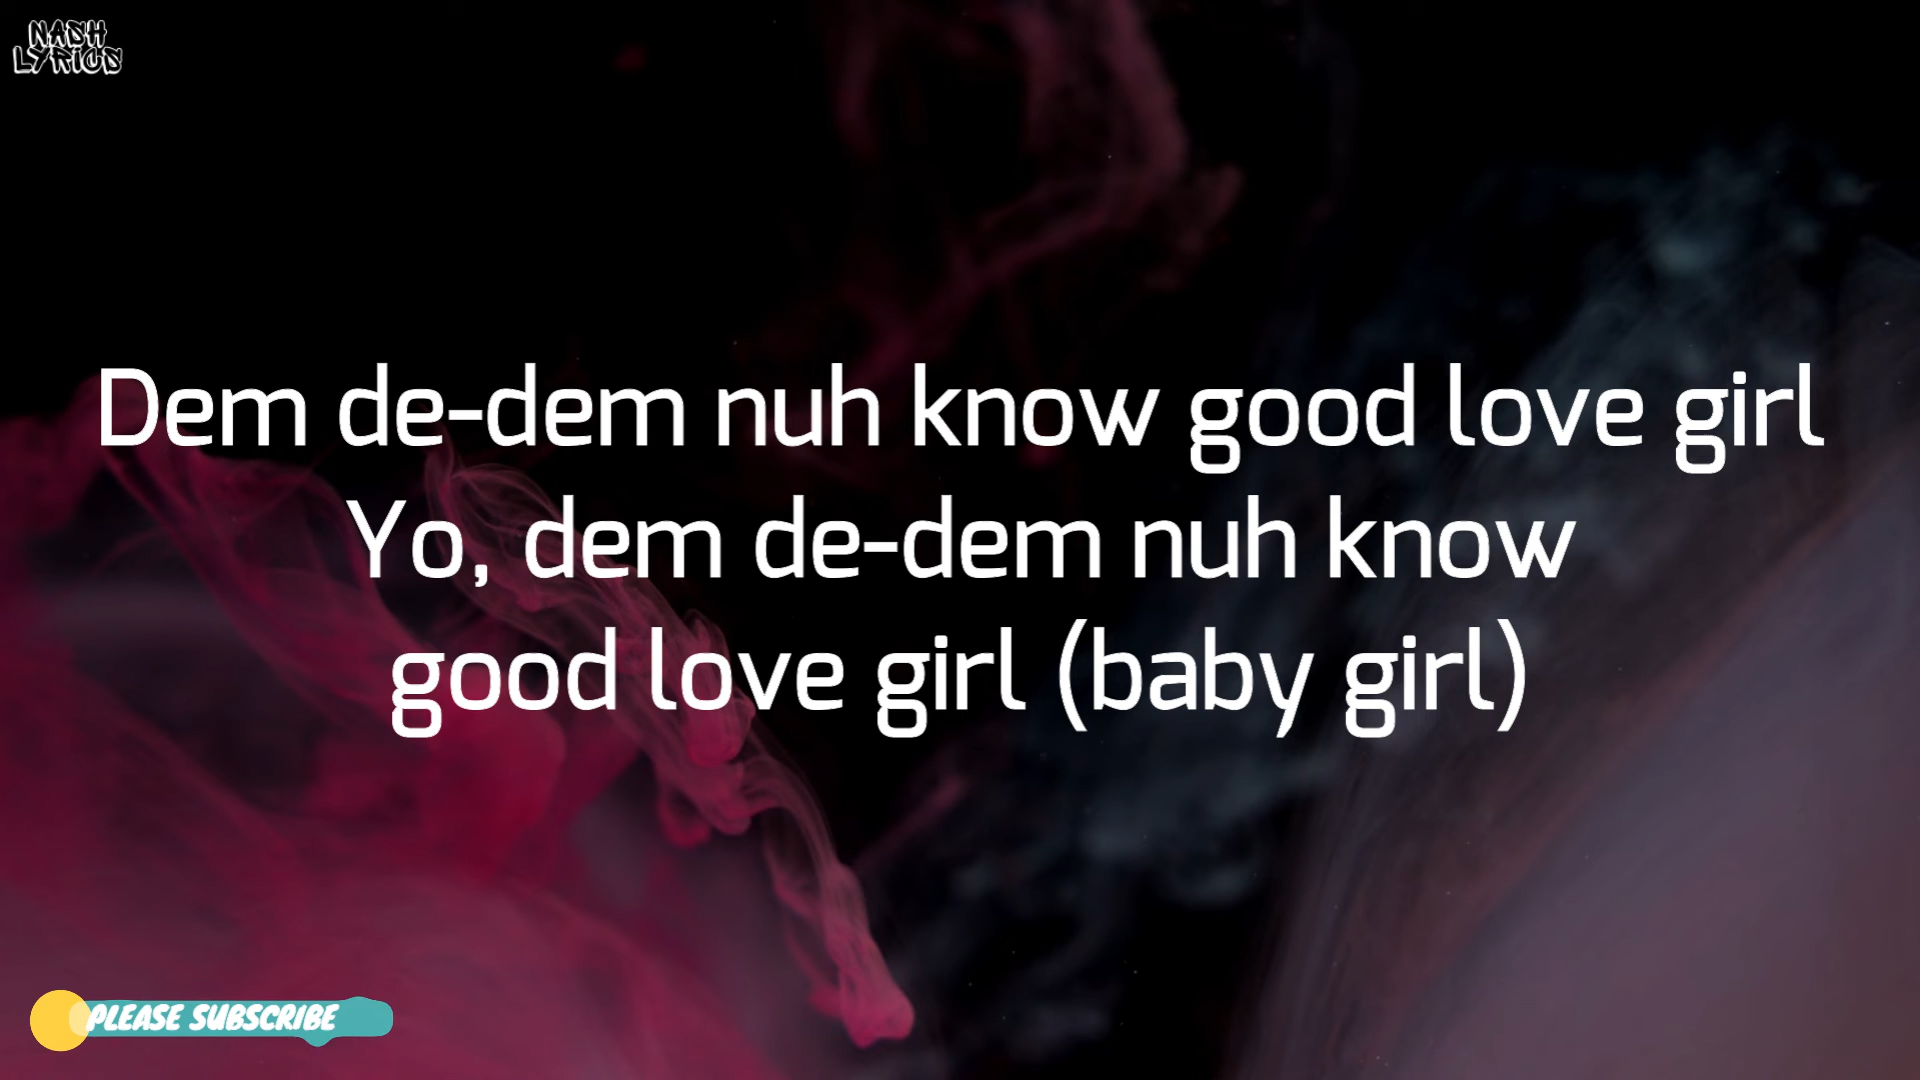 NASH
LYRICS
Dem de-dem nuh know good love girl
Yo, dem de-dem nuh know
good love girl (baby girl)
PLEASE SUBSCRIBE